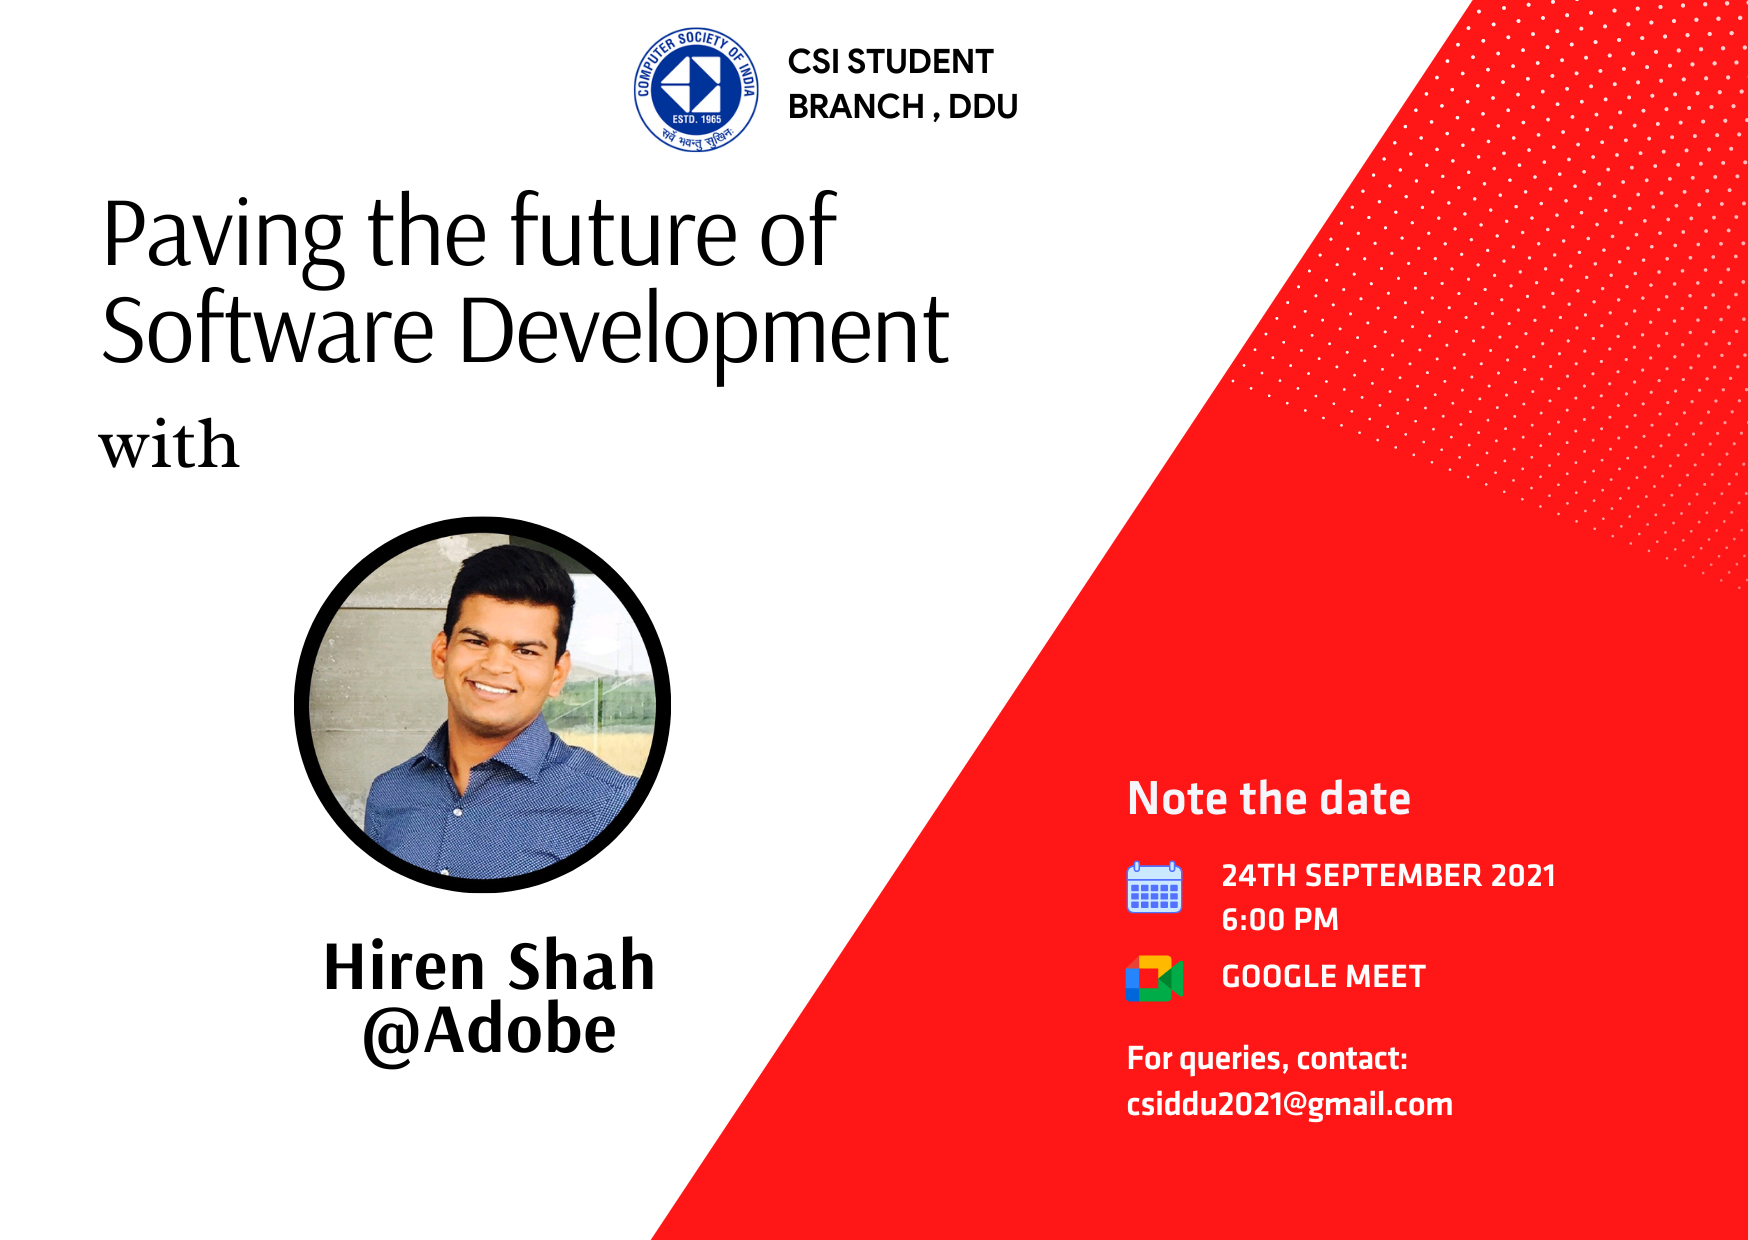 COMPUTER SOCIETY OF INDIA
ESTD. 1965
सर्वे भवन्तु सुखिनः
CSI STUDENT
BRANCH , DDU
Paving the future of
Software Development
with
Hiren Shah
@Adobe
Note the date
24TH SEPTEMBER 2021
6:00 PM
GOOGLE MEET
For queries, contact:
csiddu2021@gmail.com